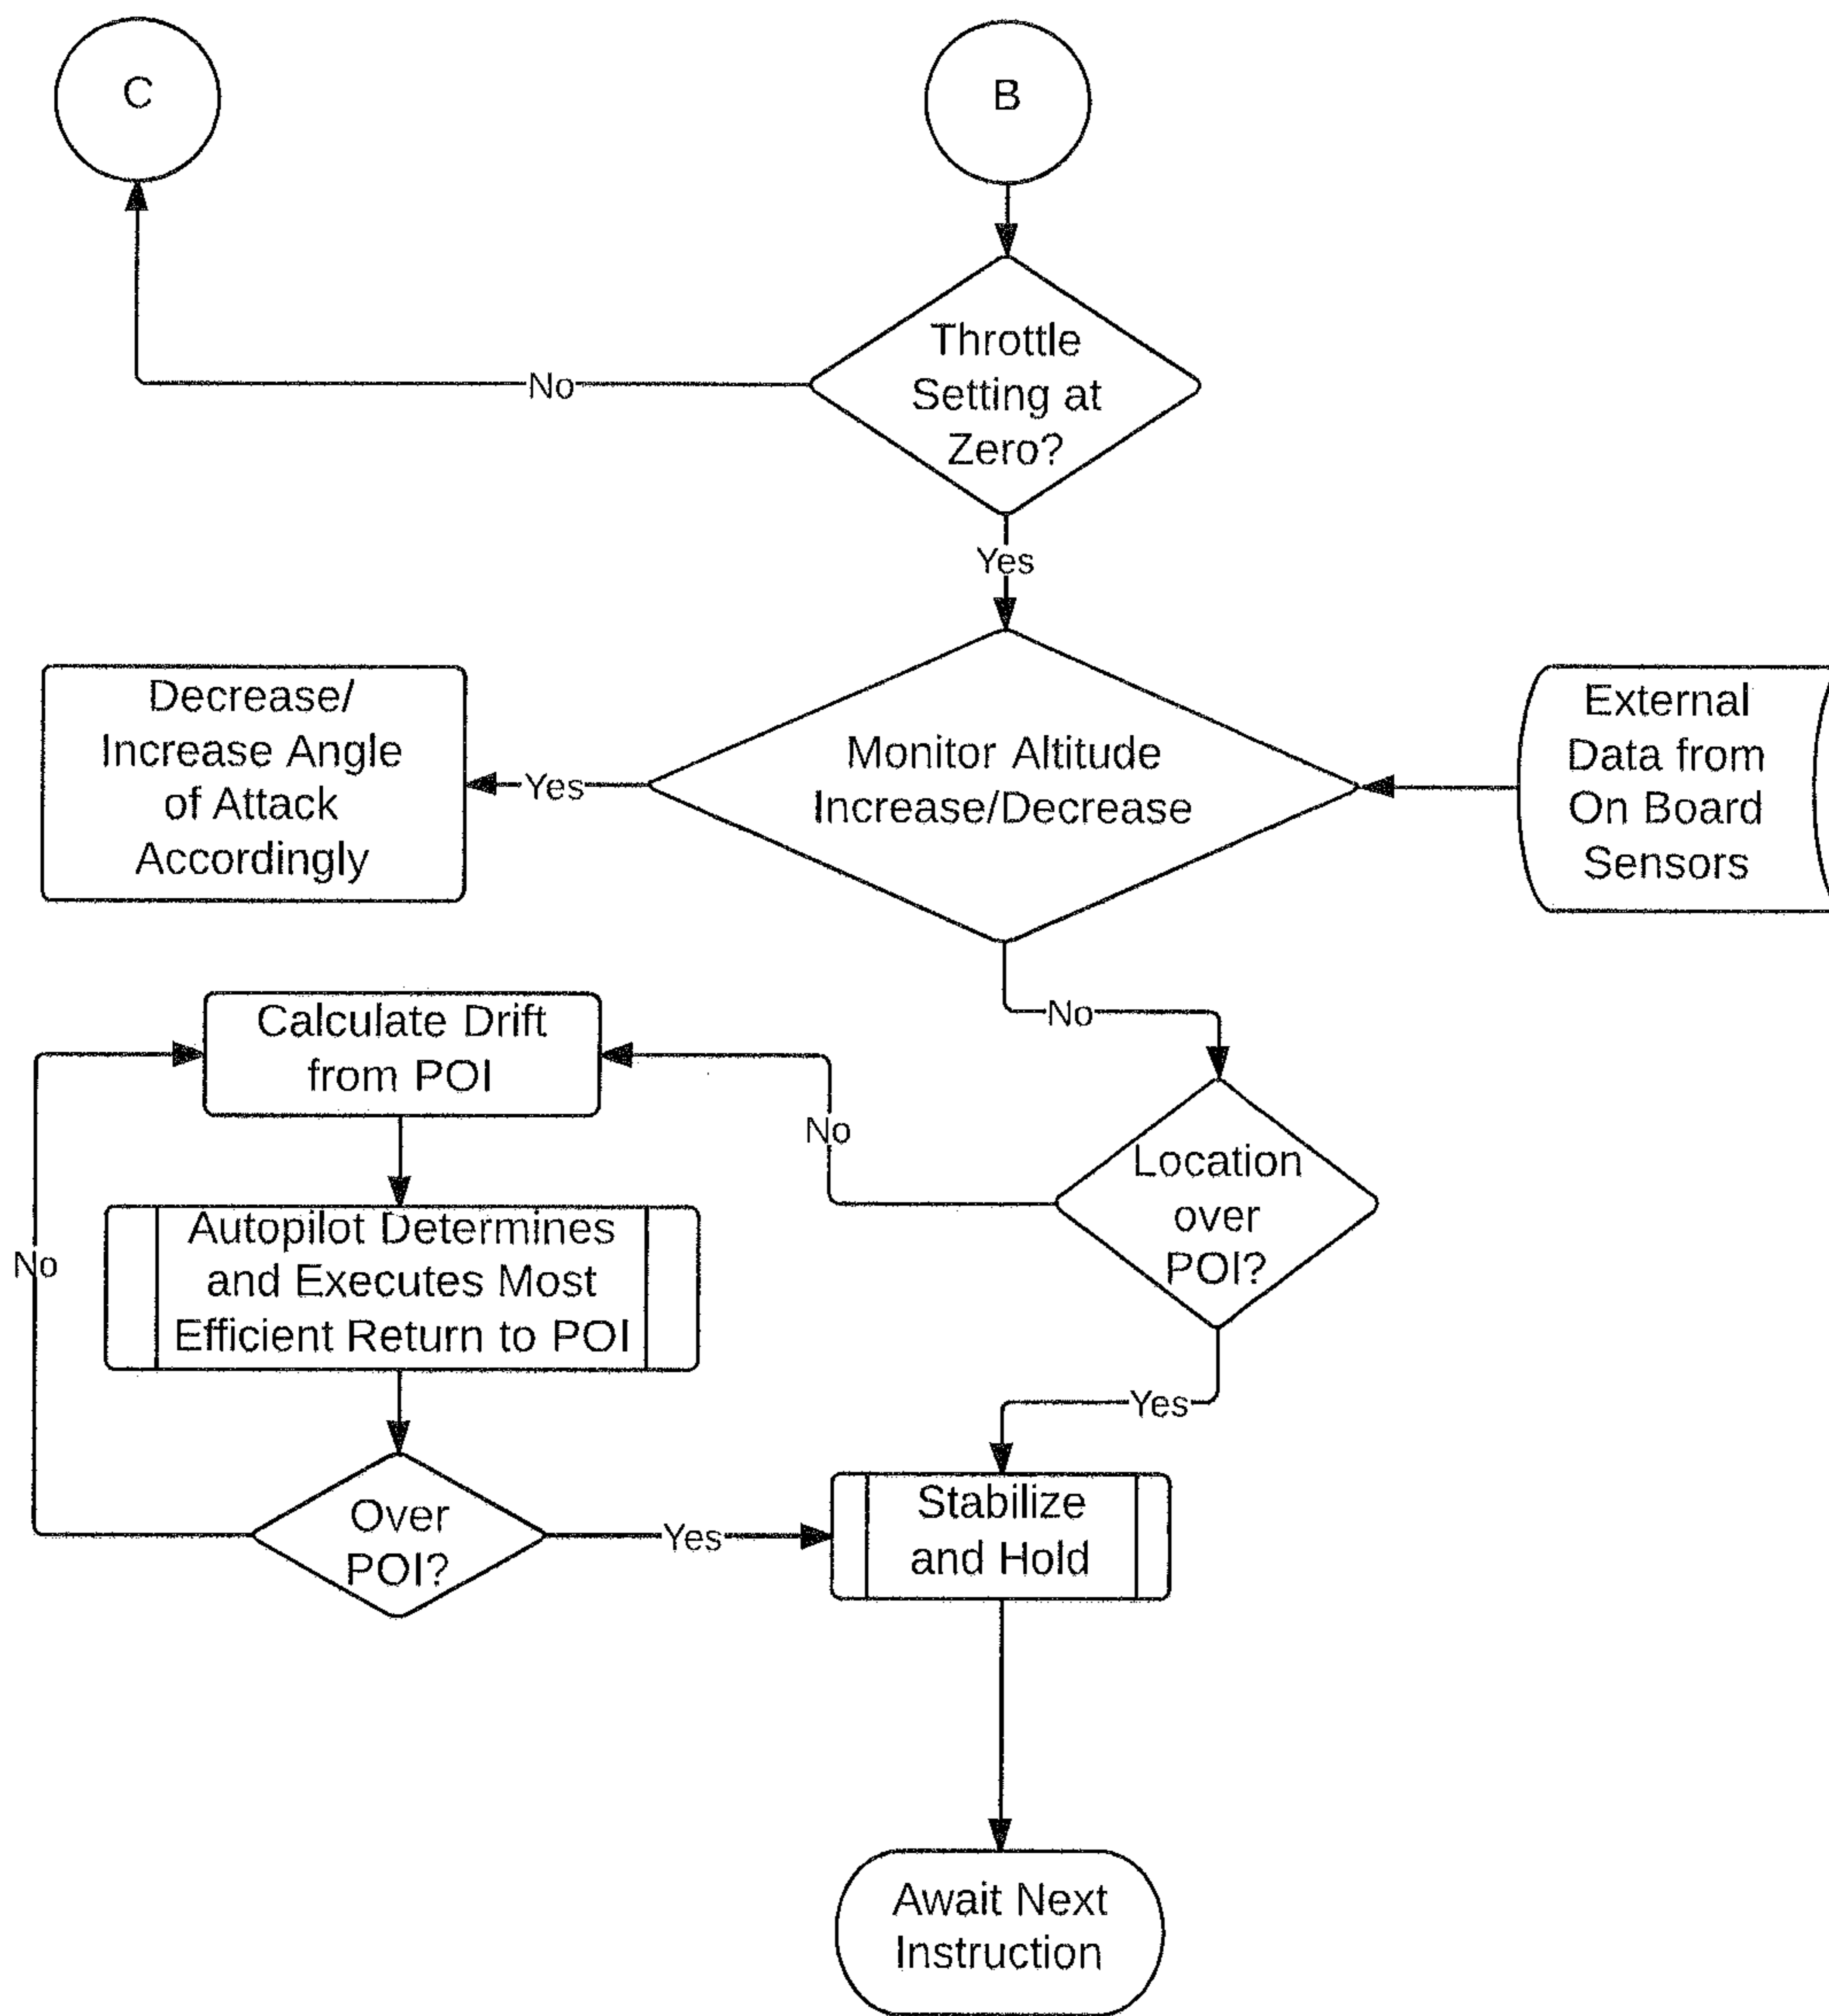 C
B
Throttle
Setting at
Zero?
No
Yes
Decrease/
Increase Angle
of Attack
Accordingly
Yes
Monitor Altitude
Increase/Decrease
External
Data from
On Board
Sensors
No
Calculate Drift
from POI
No
Location
over
POI?
No
Autopilot Determines
and Executes Most
Efficient Return to POI
Yes
Over
POI?
Yes
Stabilize
and Hold
Await Next
Instruction